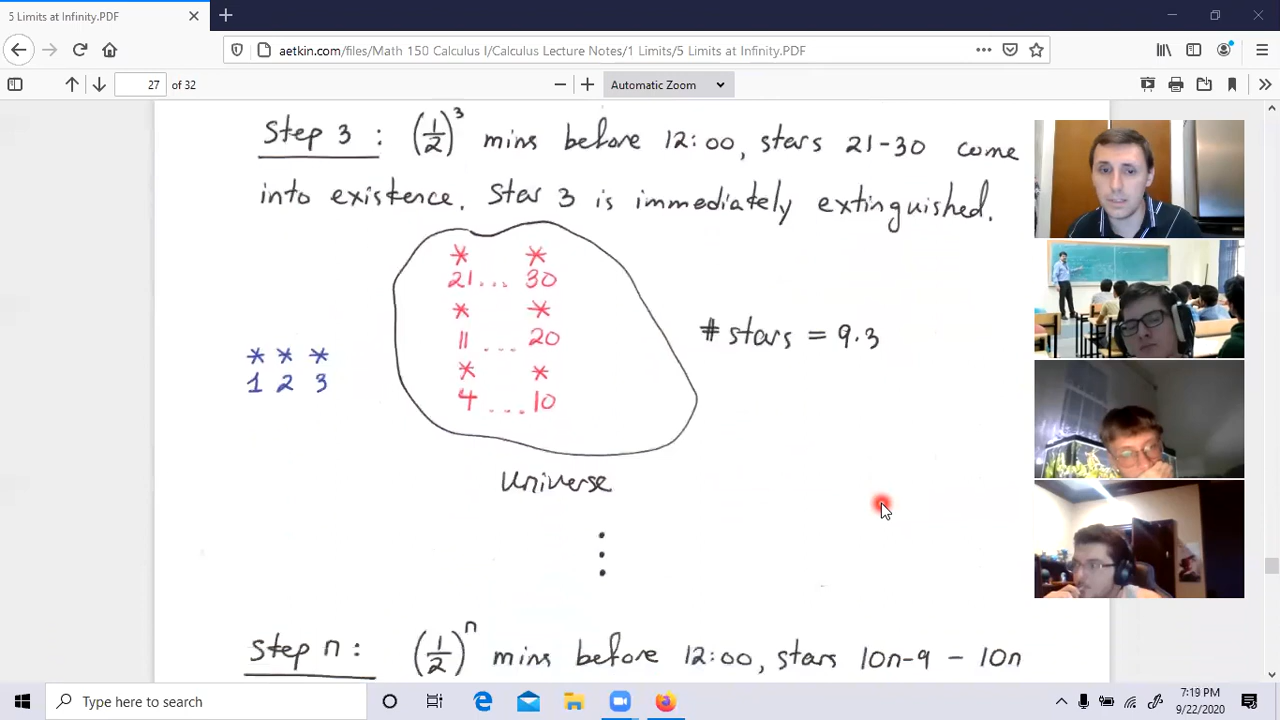 5 Limits at Infinity.PDF
aetkin.com/files/Math 150 Calculus I/Calculus Lecture Notes/1 Limits/5 Limits at Infinity.PDF
27 of 32
Automatic Zoom
Step 3 : (1/2)^3 mins before 12:00, stars 21-30 come
into existence. Star 3 is immediately extinguished.
* *
21 ... 30
* *
11 ... 20
* *
4 ... 10
* * *
1 2 3
# stars = 9·3
Universe
Step n : (1/2)^n mins before 12:00, stars 10n-9 - 10n
Type here to search
7:19 PM
9/22/2020